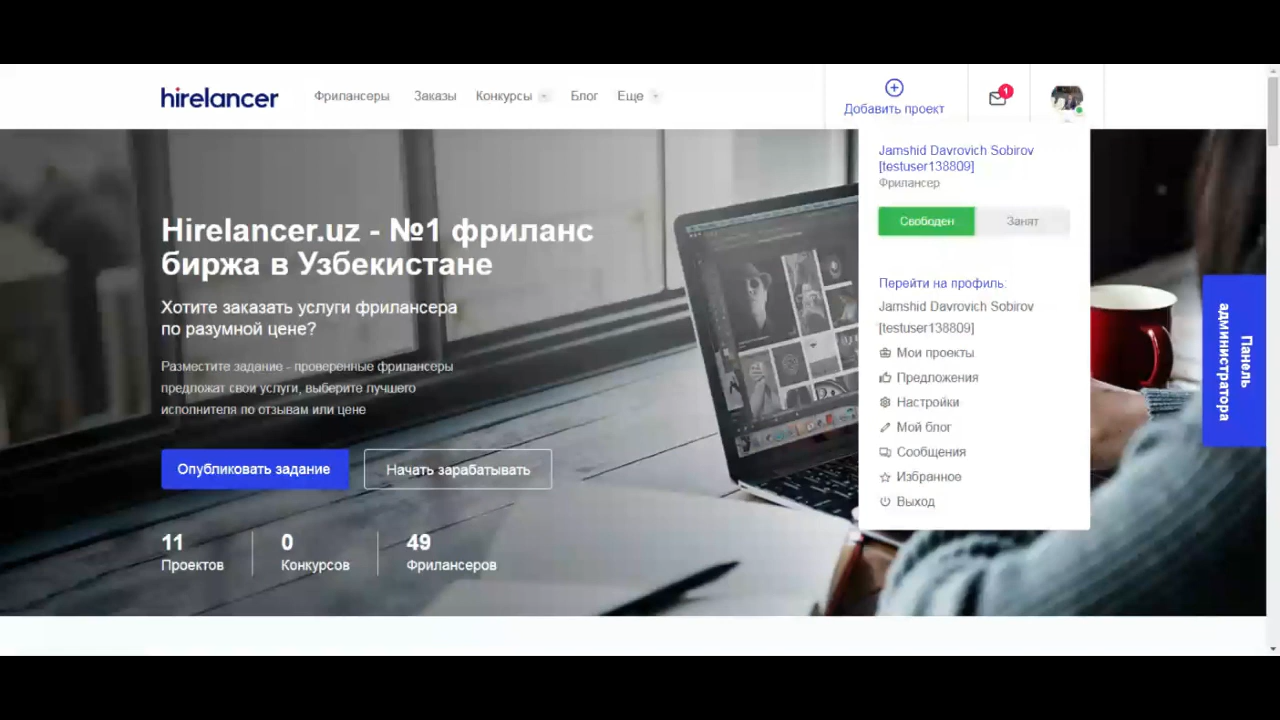 hirelancer
Фрилансеры
Заказы
Конкурсы
Блог
Еще
Добавить проект
1
Jamshid Davrovich Sobirov
[testuser138809]
Фрилансер
Свободен
Занят
Перейти на профиль:
Jamshid Davrovich Sobirov
[testuser138809]
Мои проекты
Предложения
Настройки
Мой блог
Сообщения
Избранное
Выход
Hirelancer.uz - №1 фриланс
биржа в Узбекистане
Хотите заказать услуги фрилансера
по разумной цене?
Разместите задание - проверенные фрилансеры
предложат свои услуги, выберите лучшего
исполнителя по отзывам или цене
Опубликовать задание
Начать зарабатывать
11
Проектов
0
Конкурсов
49
Фрилансеров
Панель
администратора